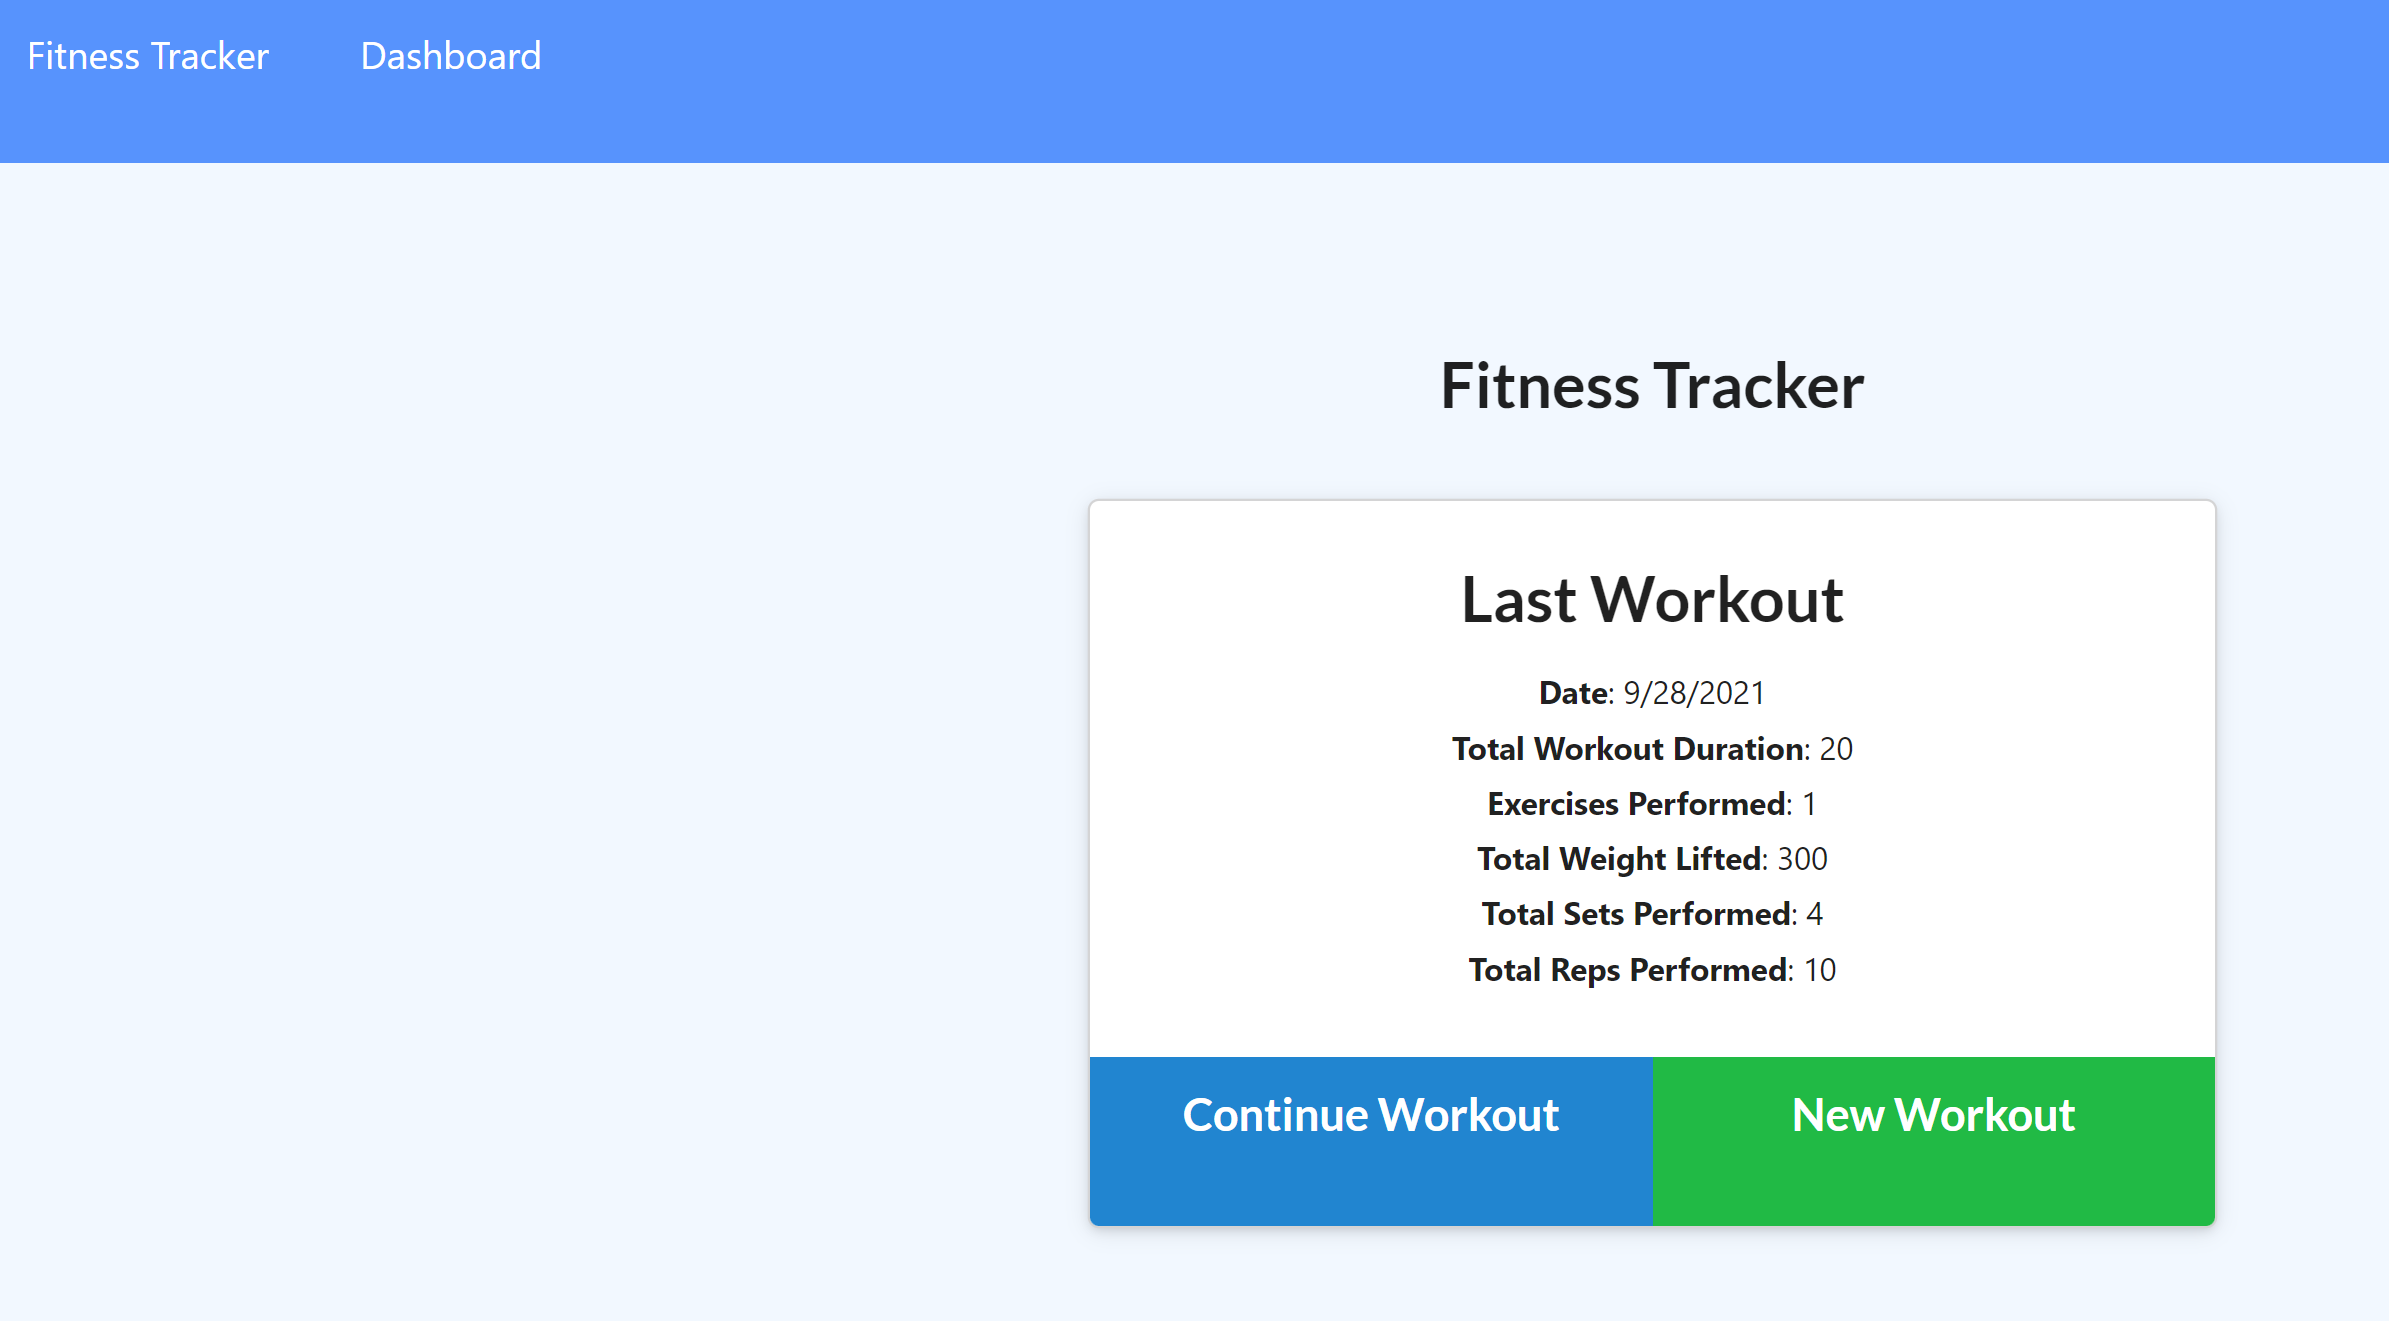 Fitness Tracker Dashboard
Fitness Tracker
Last Workout
Date: 9/28/2021
Total Workout Duration: 20
Exercises Performed: 1
Total Weight Lifted: 300
Total Sets Performed: 4
Total Reps Performed: 10
Continue Workout New Workout